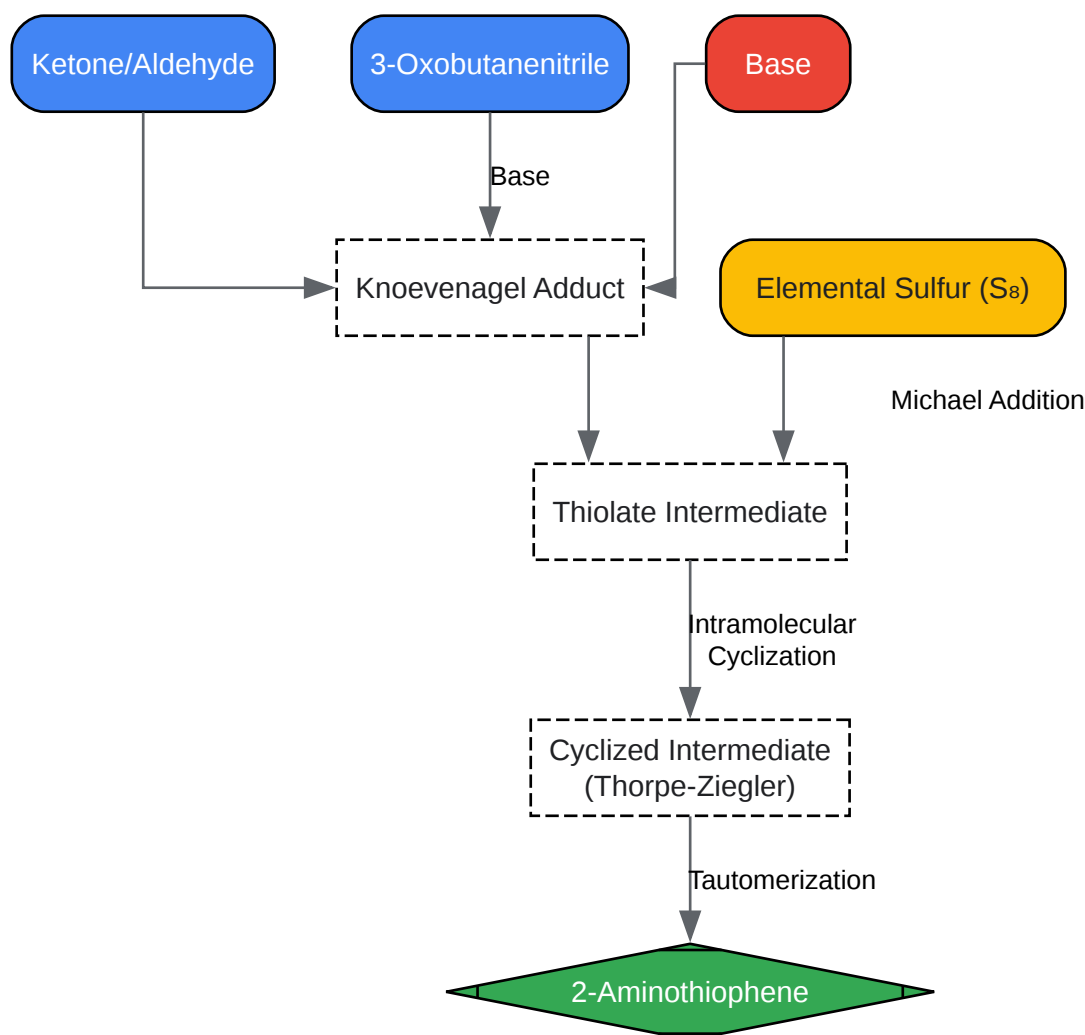 Ketone/Aldehyde
3-Oxobutanenitrile
Base
Base
Knoevenagel Adduct
Elemental Sulfur (S₈)
Michael Addition
Thiolate Intermediate
Intramolecular
Cyclization
Cyclized Intermediate
(Thorpe-Ziegler)
Tautomerization
2-Aminothiophene